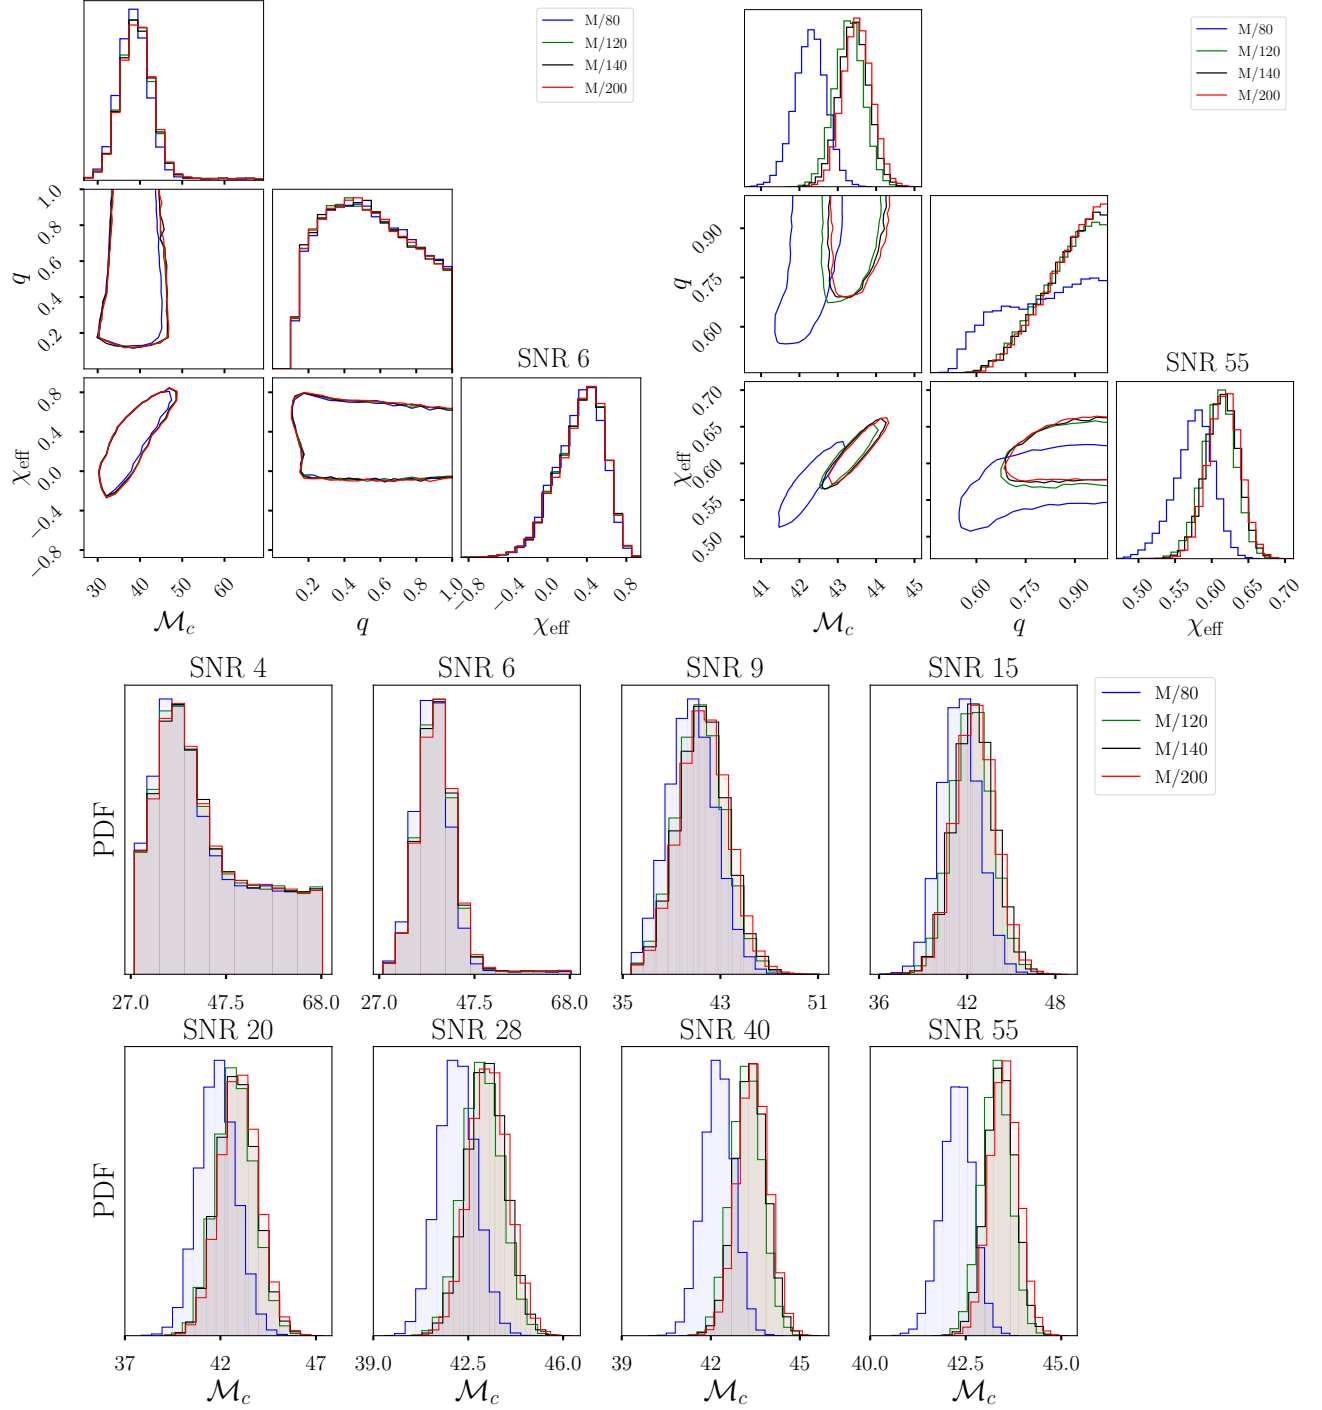 M/80
M/120
M/140
M/200
M/80
M/120
M/140
M/200
1.0
0.8
0.6
0.4
0.2
q
0.90
0.75
0.60
q
SNR 6
SNR 55
0.8
0.4
0.0
−0.4
−0.8
χeff
0.70
0.65
0.60
0.55
0.50
χeff
30 40 50 60
0.2 0.4 0.6 0.8 1.0
−0.8 −0.4 0.0 0.4 0.8
41 42 43 44 45
0.60 0.75 0.90
0.50 0.55 0.60 0.65 0.70
ℳc q χeff
ℳc q χeff
SNR 4 SNR 6 SNR 9 SNR 15
M/80
M/120
M/140
M/200
PDF
27.0 47.5 68.0
27.0 47.5 68.0
35 43 51
36 42 48
SNR 20 SNR 28 SNR 40 SNR 55
PDF
37 42 47
39.0 42.5 46.0
39 42 45
40.0 42.5 45.0
ℳc ℳc ℳc ℳc